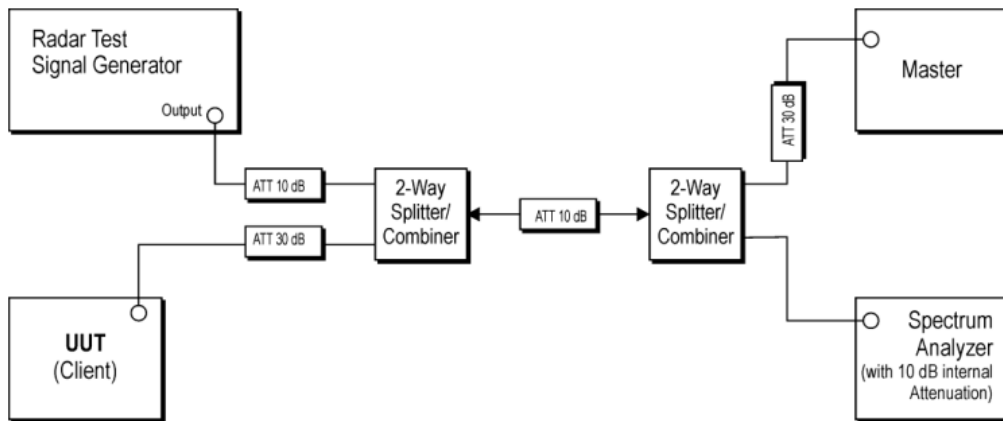 Radar Test
Signal Generator
Output
ATT 10 dB
ATT 30 dB
2-Way
Splitter/
Combiner
ATT 10 dB
2-Way
Splitter/
Combiner
ATT 30 dB
Master
UUT
(Client)
Spectrum
Analyzer
(with 10 dB internal
Attenuation)